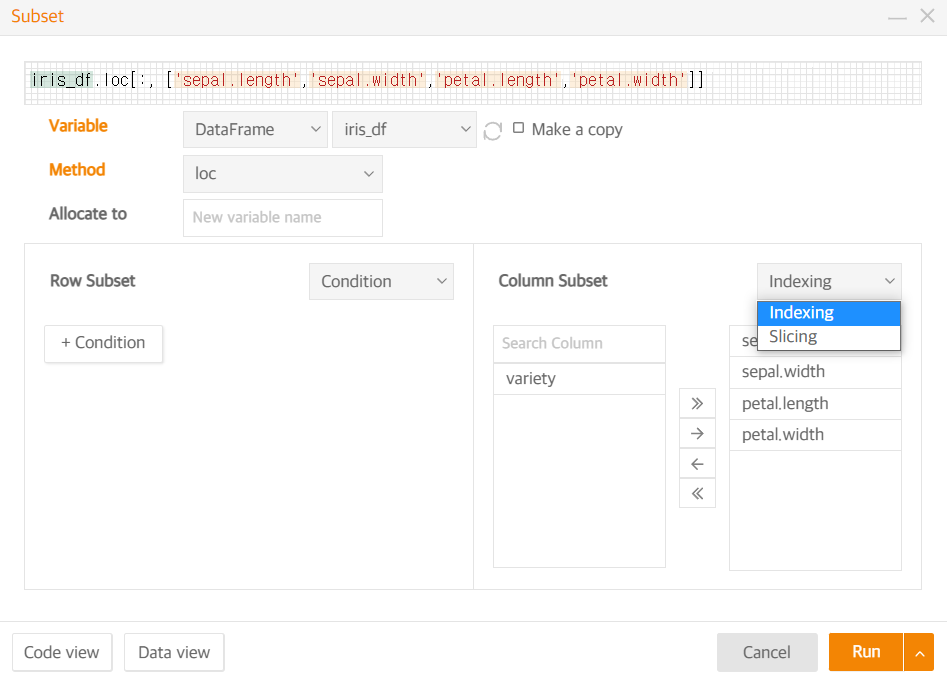 Subset
iris_df.loc[:, ['sepal.length','sepal.width','petal.length','petal.width']]
Variable DataFrame iris_df Make a copy
Method loc
Allocate to New variable name
Row Subset Condition
+ Condition
Column Subset Indexing
Indexing
Slicing
Search Column
variety
se
sepal.width
petal.length
petal.width
Code view Data view Cancel Run